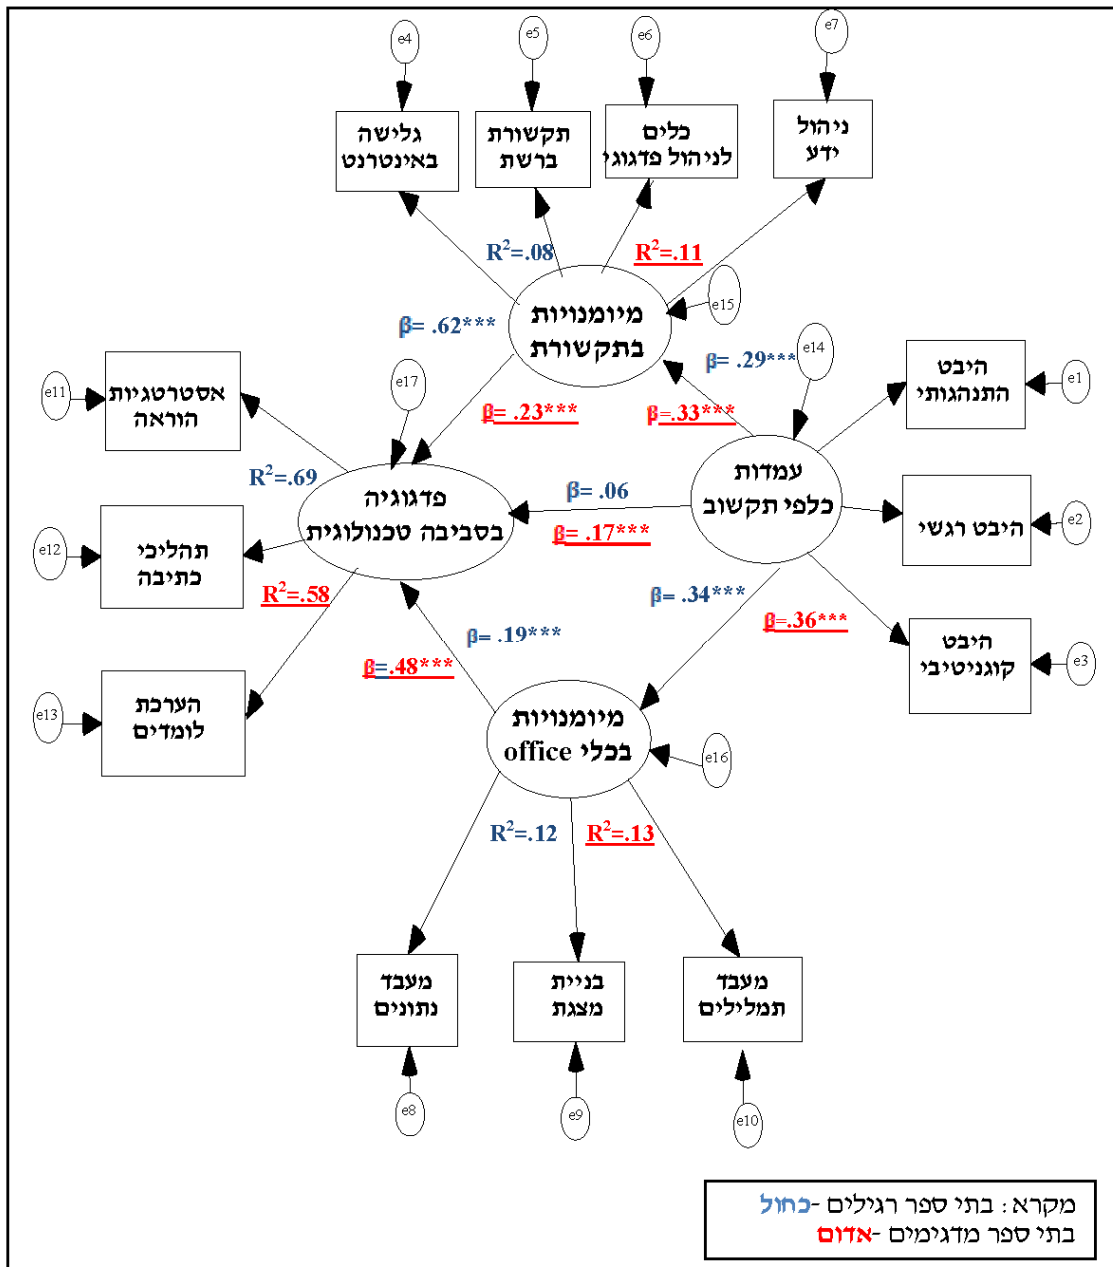 e4
e5
e6
e7
גלישה
באינטרנט
תקשורת
ברשת
כלים
לניהול פדגוגי
ניהול
ידע
R²=.08
R²=.11
e15
מיומנויות
בתקשורת
β= .62***
β= .29***
e14
היבט
התנהגותי
e1
e11
אסטרטגיות
הוראה
e17
β= .23***
β=.33***
R²=.69
פדגוגיה
בסביבה טכנולוגית
β= .06
β= .17***
עמדות
כלפי תקשוב
היבט רגשי
e2
e12
תהליכי
כתיבה
R²=.58
β= .34***
β=.36***
היבט
קוגניטיבי
e3
β= .19***
β=.48***
e13
הערכת
לומדים
מיומנויות
בכלי office
e16
R²=.12
R²=.13
מעבד
נתונים
בניית
מצגת
מעבד
תמלילים
e8
e9
e10
מקרא: בתי ספר רגילים -כחול
בתי ספר מדגימים -אדום